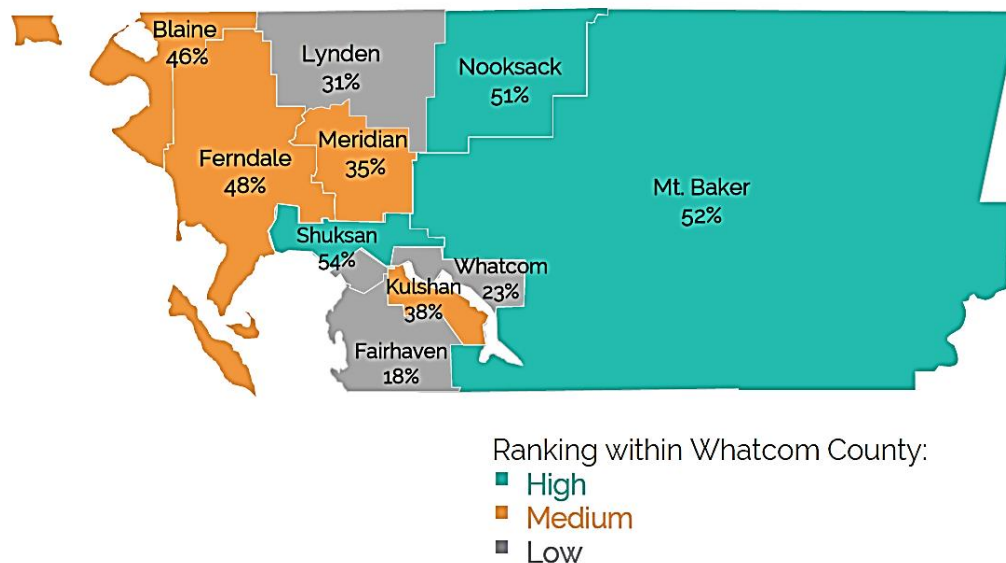 Blaine
46%
Lynden
31%
Nooksack
51%
Meridian
35%
Ferndale
48%
Mt. Baker
52%
Shuksan
54%
Whatcom
23%
Kulshan
38%
Fairhaven
18%
Ranking within Whatcom County:
High
Medium
Low